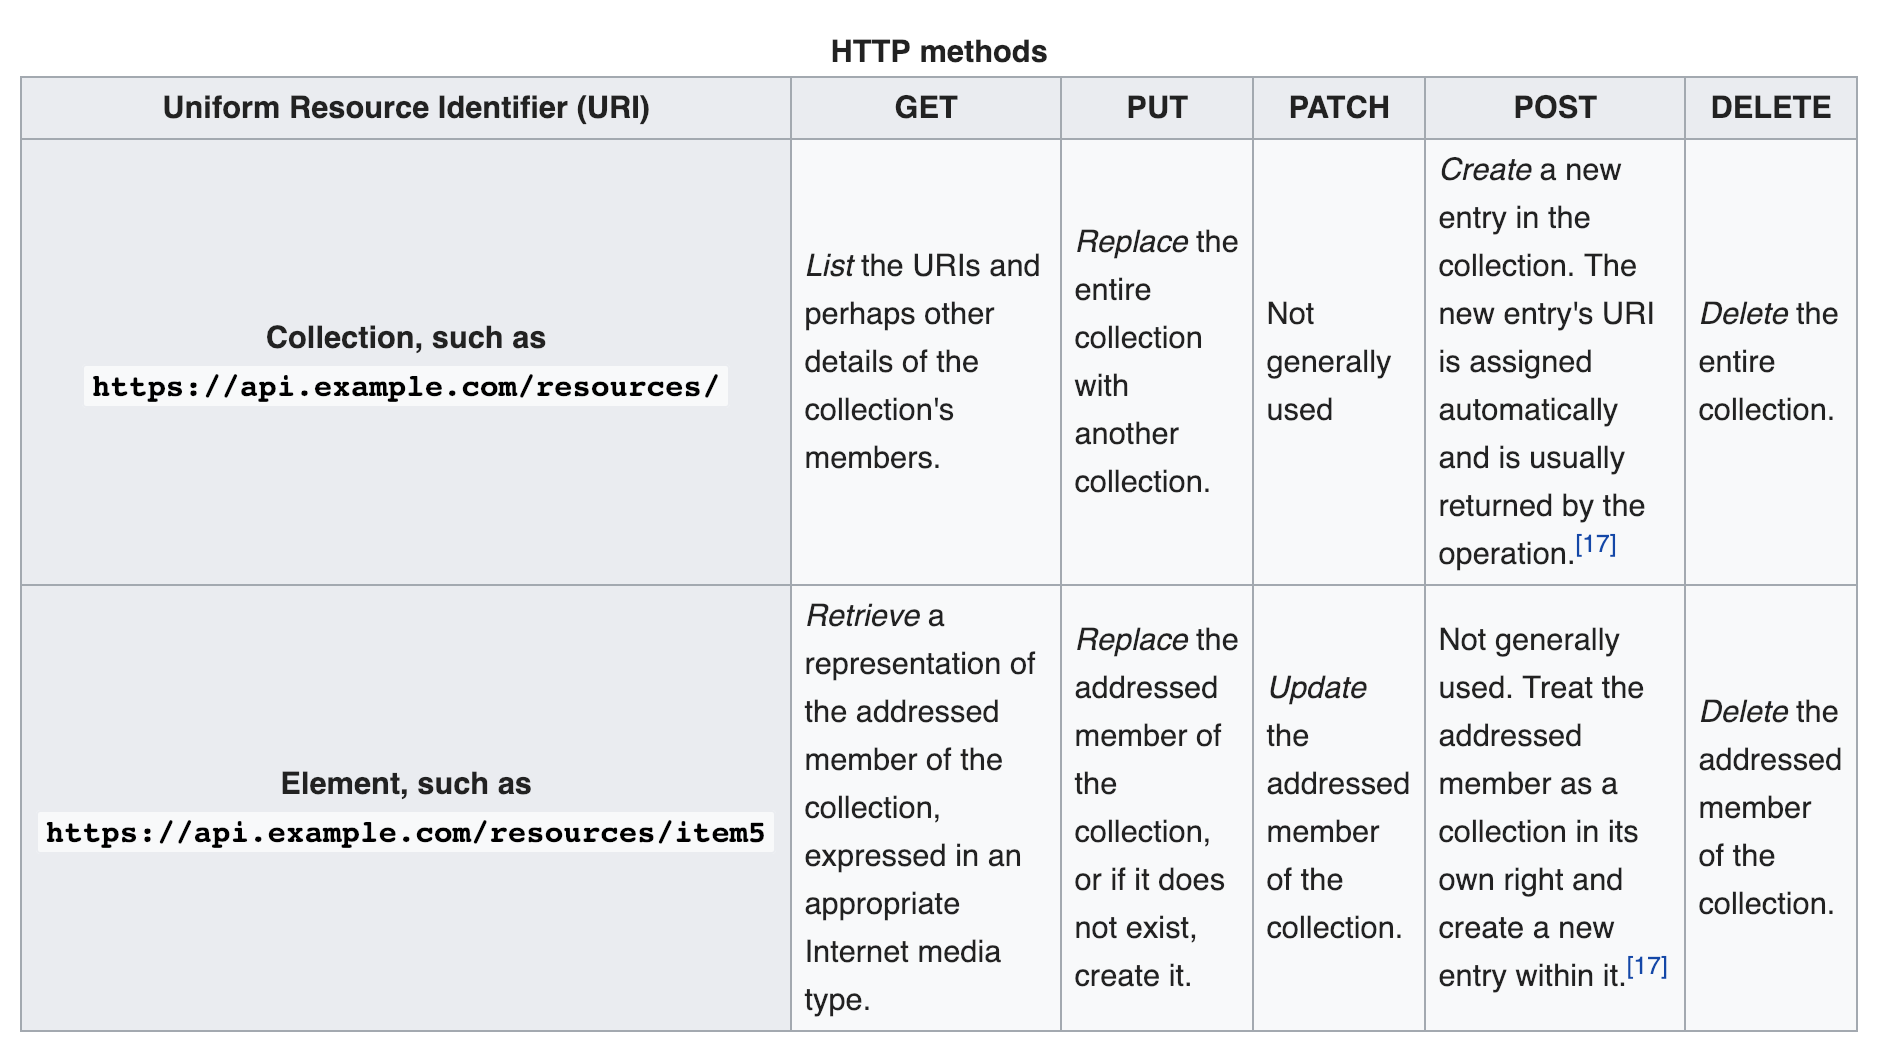 HTTP methods
Uniform Resource Identifier (URI)
GET
PUT
PATCH
POST
DELETE
Collection, such as
https://api.example.com/resources/
List the URIs and
perhaps other
details of the
collection's
members.
Replace the
entire
collection
with
another
collection.
Not
generally
used
Create a new
entry in the
collection. The
new entry's URI
is assigned
automatically
and is usually
returned by the
operation.[17]
Delete the
entire
collection.
Element, such as
https://api.example.com/resources/item5
Retrieve a
representation of
the addressed
member of the
collection,
expressed in an
appropriate
Internet media
type.
Replace the
addressed
member of
the
collection,
or if it does
not exist,
create it.
Update
the
addressed
member
of the
collection.
Not generally
used. Treat the
addressed
member as a
collection in its
own right and
create a new
entry within it.[17]
Delete the
addressed
member
of the
collection.